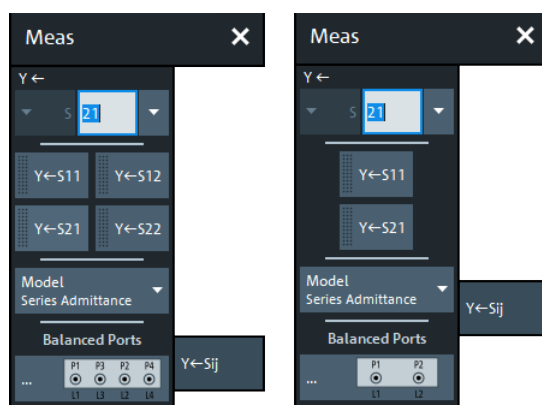 Meas ✕
Y ←
S 21
Y←S11 Y←S12
Y←S21 Y←S22
Model
Series Admittance
Balanced Ports
Y←Sij
... P1 P3 P2 P4
L1 L3 L2 L4
Meas ✕
Y ←
S 21
Y←S11
Y←S21
Model
Series Admittance
Y←Sij
Balanced Ports
... P1 P2
L1 L2